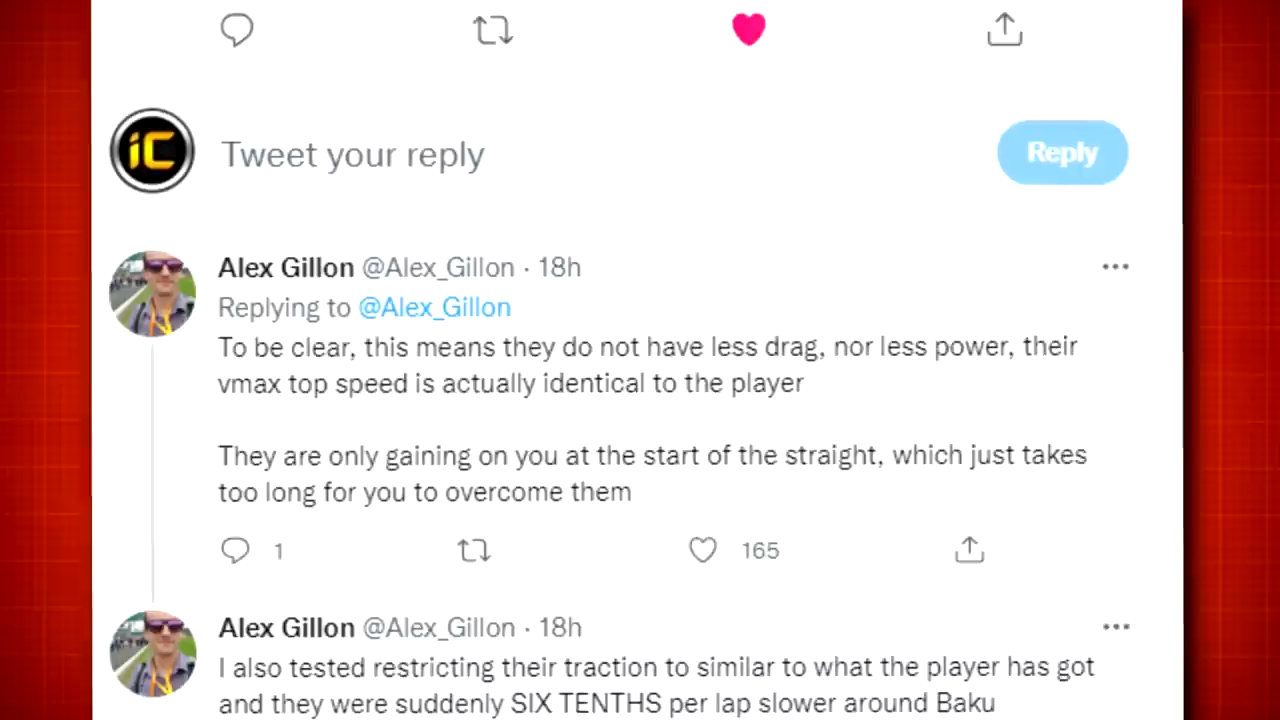 iC
Tweet your reply
Reply
Alex Gillon @Alex_Gillon · 18h
Replying to @Alex_Gillon
To be clear, this means they do not have less drag, nor less power, their
vmax top speed is actually identical to the player
They are only gaining on you at the start of the straight, which just takes
too long for you to overcome them
1
165
Alex Gillon @Alex_Gillon · 18h
I also tested restricting their traction to similar to what the player has got
and they were suddenly SIX TENTHS per lap slower around Baku